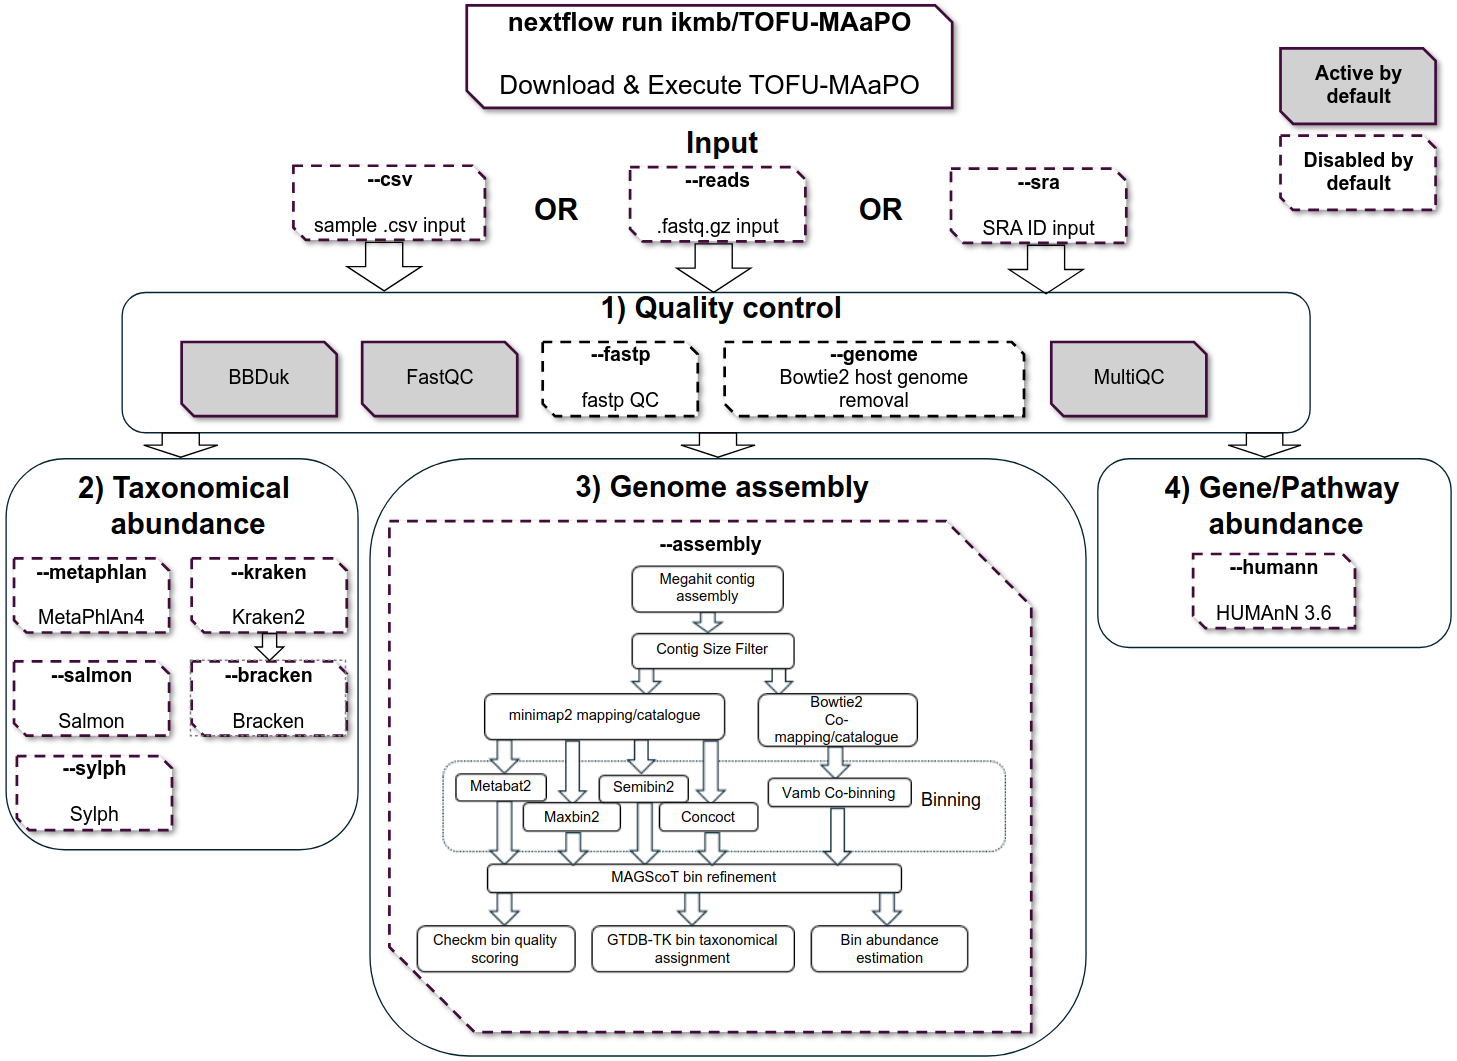 nextflow run ikmb/TOFU-MAaPO
Download & Execute TOFU-MAaPO
Active by
default
Disabled by
default
Input
--csv
sample .csv input
OR
--reads
.fastq.gz input
OR
--sra
SRA ID input
1) Quality control
BBDuk
FastQC
--fastp
fastp QC
--genome
Bowtie2 host genome
removal
MultiQC
2) Taxonomical
abundance
--metaphlan
MetaPhlAn4
--kraken
Kraken2
--salmon
Salmon
--bracken
Bracken
--sylph
Sylph
3) Genome assembly
--assembly
Megahit contig
assembly
Contig Size Filter
minimap2 mapping/catalogue
Bowtie2
Co-
mapping/catalogue
Metabat2
Maxbin2
Semibin2
Concoct
Vamb Co-binning
Binning
MAGScoT bin refinement
Checkm bin quality
scoring
GTDB-TK bin taxonomical
assignment
Bin abundance
estimation
4) Gene/Pathway
abundance
--humann
HUMAnN 3.6